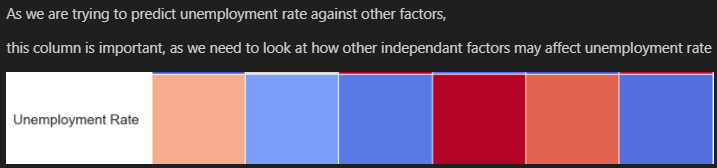 As we are trying to predict unemployment rate against other factors,
this column is important, as we need to look at how other independant factors may affect unemployment rate
Unemployment Rate